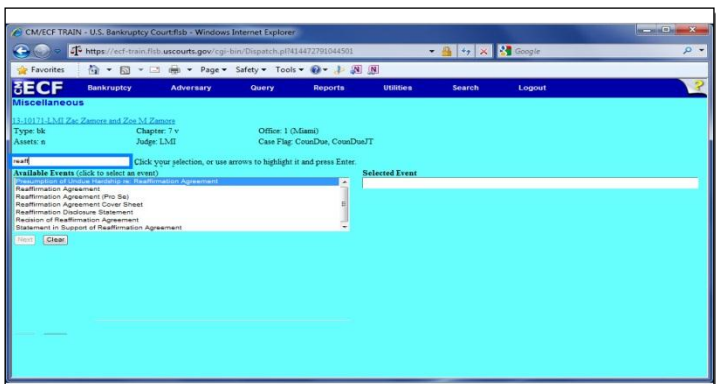 CM/ECF TRAIN - U.S. Bankruptcy Court:flsb - Windows Internet Explorer
https://ecf-train.flsb.uscourts.gov/cgi-bin/Dispatch.pl?414472791044501
Google
Favorites Page Safety Tools
ECF Bankruptcy Adversary Query Reports Utilities Search Logout ?
Miscellaneous
13-10171-LMI Zac Zamora and Zoe M Zamora
Type: bk Chapter: 7 v Office: 1 (Miami)
Assets: n Judge: LMI Case Flag: CounDue, CounDueJT
reaff Click your selection, or use arrows to highlight it and press Enter.
Available Events (click to select an event) Selected Event
Presumption of Undue Hardship re: Reaffirmation Agreement
Reaffirmation Agreement
Reaffirmation Agreement (Pro Se)
Reaffirmation Agreement Cover Sheet
Reaffirmation Disclosure Statement
Recision of Reaffirmation Agreement
Statement in Support of Reaffirmation Agreement
Next Clear